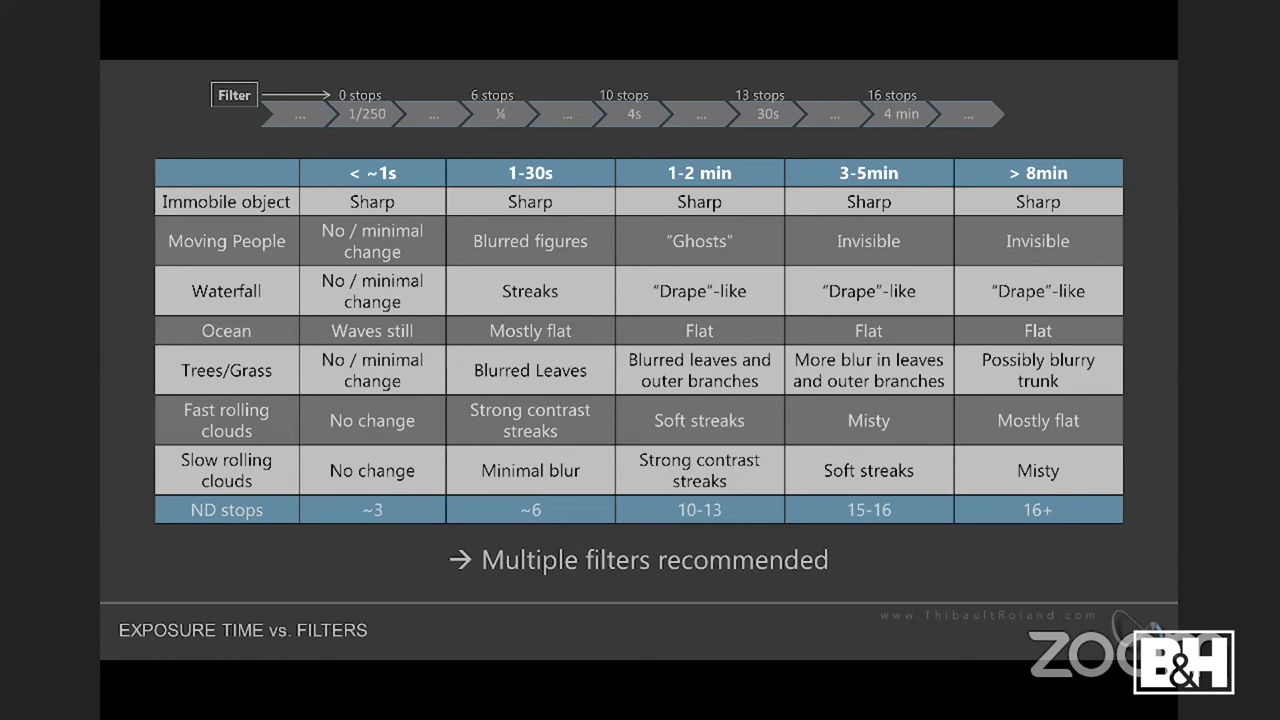 Filter 0 stops 6 stops 10 stops 13 stops 16 stops
... 1/250 ... ¼ ... 4s ... 30s ... 4 min ...
< ~1s 1-30s 1-2 min 3-5min > 8min
Immobile object Sharp Sharp Sharp Sharp Sharp
Moving People No / minimal change Blurred figures “Ghosts” Invisible Invisible
Waterfall No / minimal change Streaks “Drape”-like “Drape”-like “Drape”-like
Ocean Waves still Mostly flat Flat Flat Flat
Trees/Grass No / minimal change Blurred Leaves Blurred leaves and outer branches More blur in leaves and outer branches Possibly blurry trunk
Fast rolling clouds No change Strong contrast streaks Soft streaks Misty Mostly flat
Slow rolling clouds No change Minimal blur Strong contrast streaks Soft streaks Misty
ND stops ~3 ~6 10-13 15-16 16+
→ Multiple filters recommended
www.ThibaultRoland.com
EXPOSURE TIME vs. FILTERS
B&H